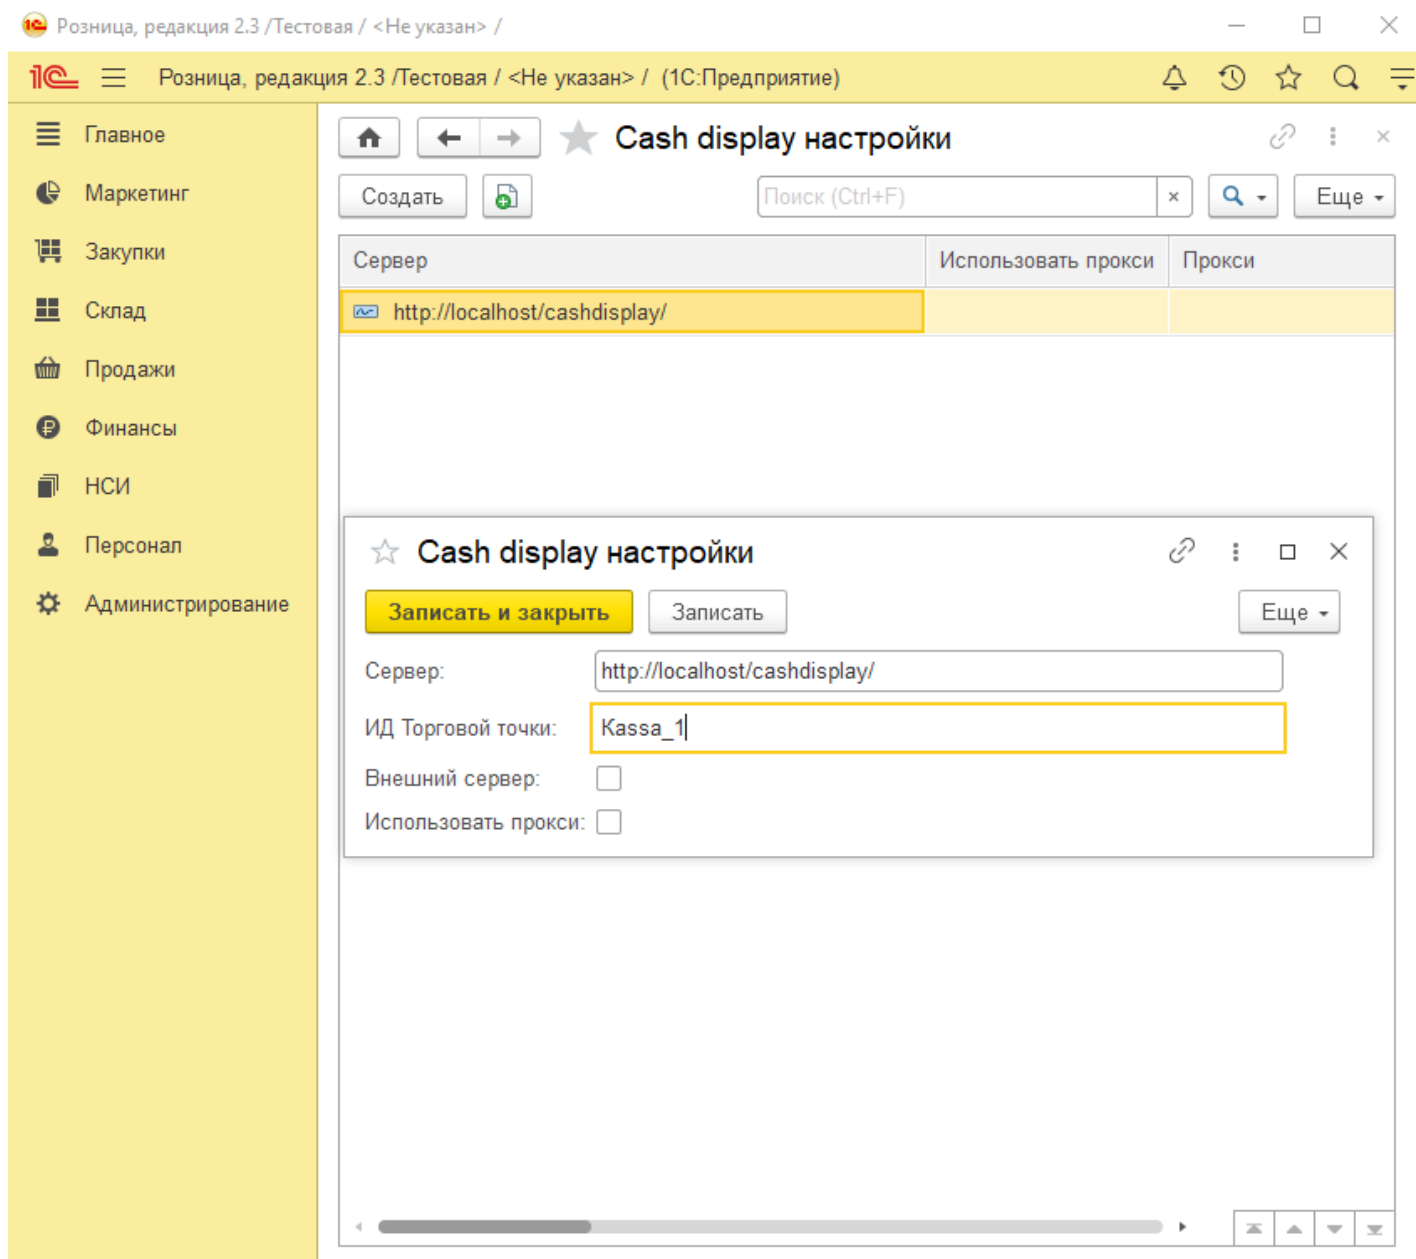 Розница, редакция 2.3 /Тестовая / <Не указан> /
Розница, редакция 2.3 /Тестовая / <Не указан> / (1С:Предприятие)
Главное
Маркетинг
Закупки
Склад
Продажи
Финансы
НСИ
Персонал
Администрирование
Cash display настройки
Создать
Поиск (Ctrl+F)
Еще
Сервер Использовать прокси Прокси
http://localhost/cashdisplay/
Cash display настройки
Записать и закрыть Записать Еще
Сервер: http://localhost/cashdisplay/
ИД Торговой точки: Kassa_1
Внешний сервер:
Использовать прокси: